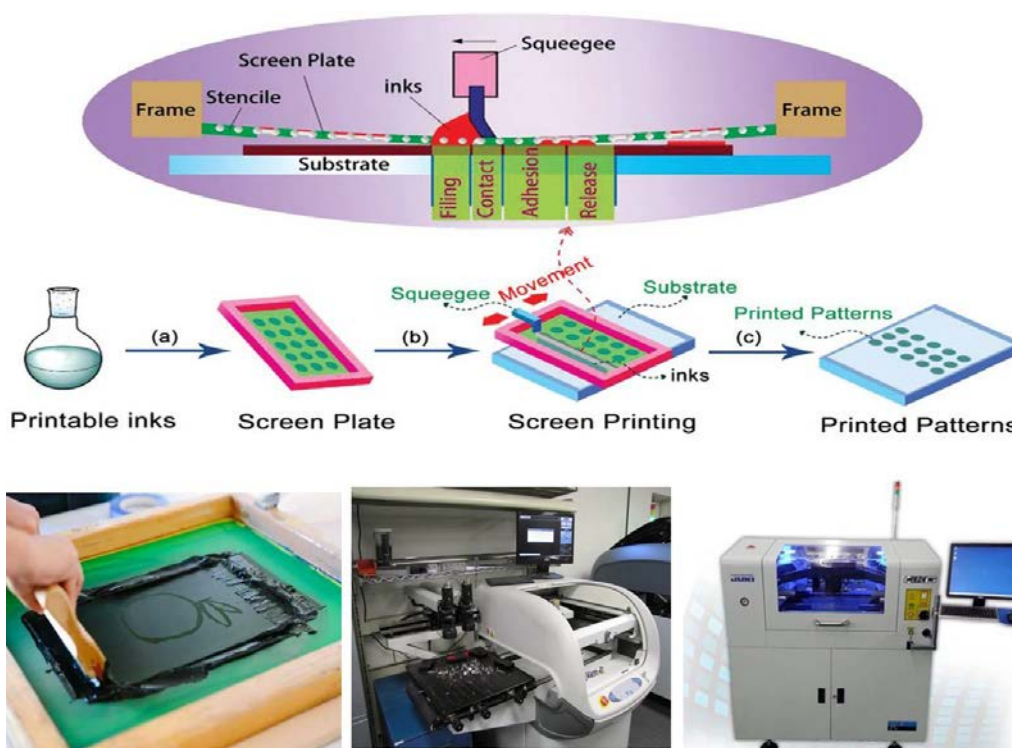 Squeegee
Screen Plate
inks
Stencile
Frame
Frame
Substrate
Filing
Contact
Adhesion
Release
Movement
Squeegee
Substrate
Printed Patterns
(a)
(b)
(c)
inks
Printable inks
Screen Plate
Screen Printing
Printed Patterns
JUKI